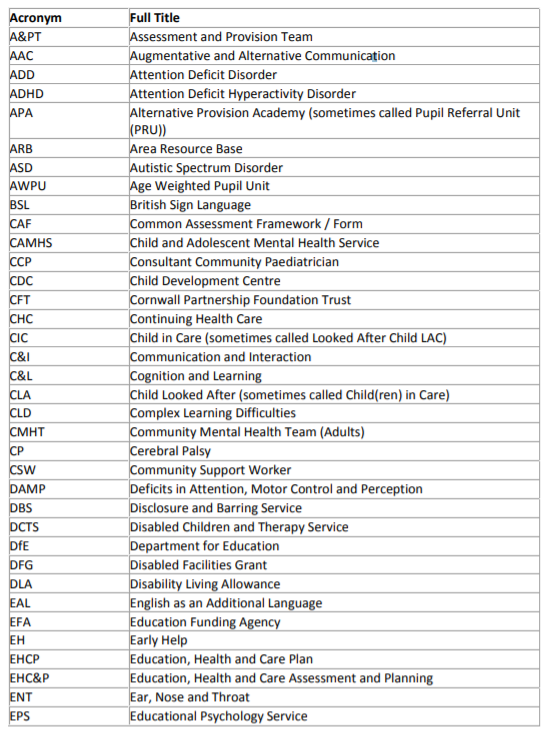 Acronym Full Title
A&PT Assessment and Provision Team
AAC Augmentative and Alternative Communication
ADD Attention Deficit Disorder
ADHD Attention Deficit Hyperactivity Disorder
APA Alternative Provision Academy (sometimes called Pupil Referral Unit
(PRU))
ARB Area Resource Base
ASD Autistic Spectrum Disorder
AWPU Age Weighted Pupil Unit
BSL British Sign Language
CAF Common Assessment Framework / Form
CAMHS Child and Adolescent Mental Health Service
CCP Consultant Community Paediatrician
CDC Child Development Centre
CFT Cornwall Partnership Foundation Trust
CHC Continuing Health Care
CIC Child in Care (sometimes called Looked After Child LAC)
C&I Communication and Interaction
C&L Cognition and Learning
CLA Child Looked After (sometimes called Child(ren) in Care)
CLD Complex Learning Difficulties
CMHT Community Mental Health Team (Adults)
CP Cerebral Palsy
CSW Community Support Worker
DAMP Deficits in Attention, Motor Control and Perception
DBS Disclosure and Barring Service
DCTS Disabled Children and Therapy Service
DfE Department for Education
DFG Disabled Facilities Grant
DLA Disability Living Allowance
EAL English as an Additional Language
EFA Education Funding Agency
EH Early Help
EHCP Education, Health and Care Plan
EHC&P Education, Health and Care Assessment and Planning
ENT Ear, Nose and Throat
EPS Educational Psychology Service